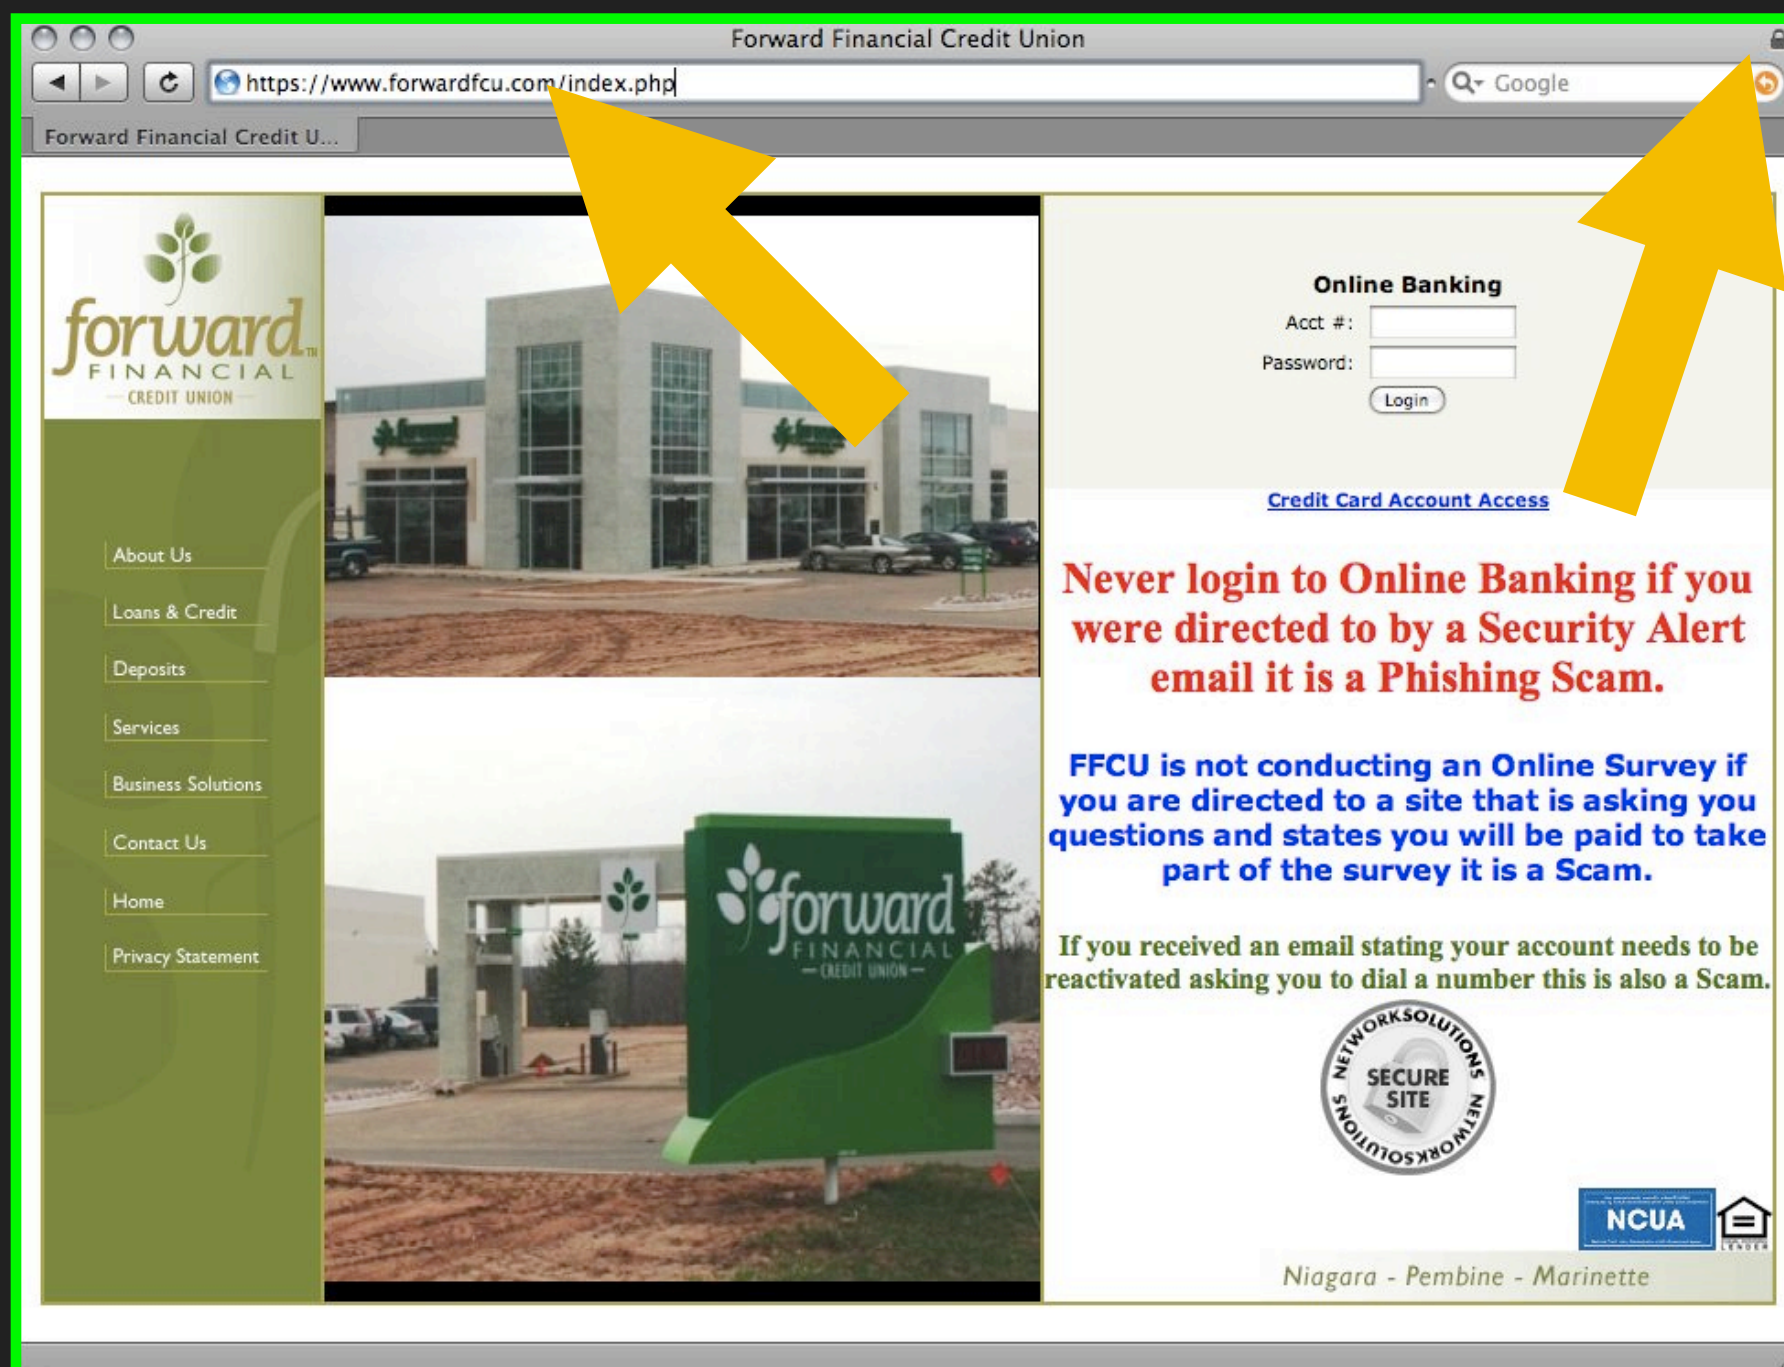 Forward Financial Credit Union
https://www.forwardfcu.com/index.php
Google
Forward Financial Credit U...
forward
FINANCIAL
CREDIT UNION
About Us
Loans & Credit
Deposits
Services
Business Solutions
Contact Us
Home
Privacy Statement
forward
forward
forward
FINANCIAL
CREDIT UNION
Online Banking
Acct #:
Password:
Login
Credit Card Account Access
Never login to Online Banking if you
were directed to by a Security Alert
email it is a Phishing Scam.
FFCU is not conducting an Online Survey if
you are directed to a site that is asking you
questions and states you will be paid to take
part of the survey it is a Scam.
If you received an email stating your account needs to be
reactivated asking you to dial a number this is also a Scam.
NETWORKSOLUTIONS
SECURE
SITE
NETWORKSOLUTIONS
NCUA
LENDER
Niagara - Pembine - Marinette